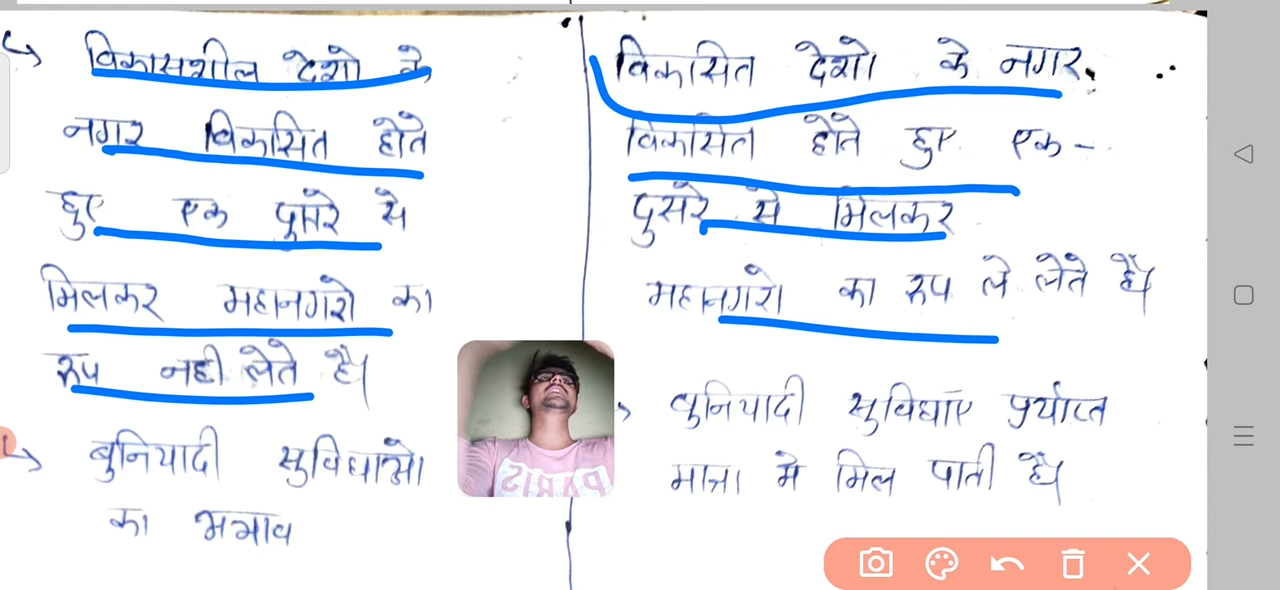 विकासशील देशो के
नगर विकसित होते
हुए एक दुसरे से
मिलकर महानगरो का
रूप नही लेते है।
बुनियादी सुविधाओ
का अभाव
विकसित देशो के नगर
विकसित होते हुए एक-
दुसरे से मिलकर
महानगरो का रूप ले लेते है।
बुनियादी सुविधाए पर्याप्त
मात्रा मे मिल पाती है।
PARIS